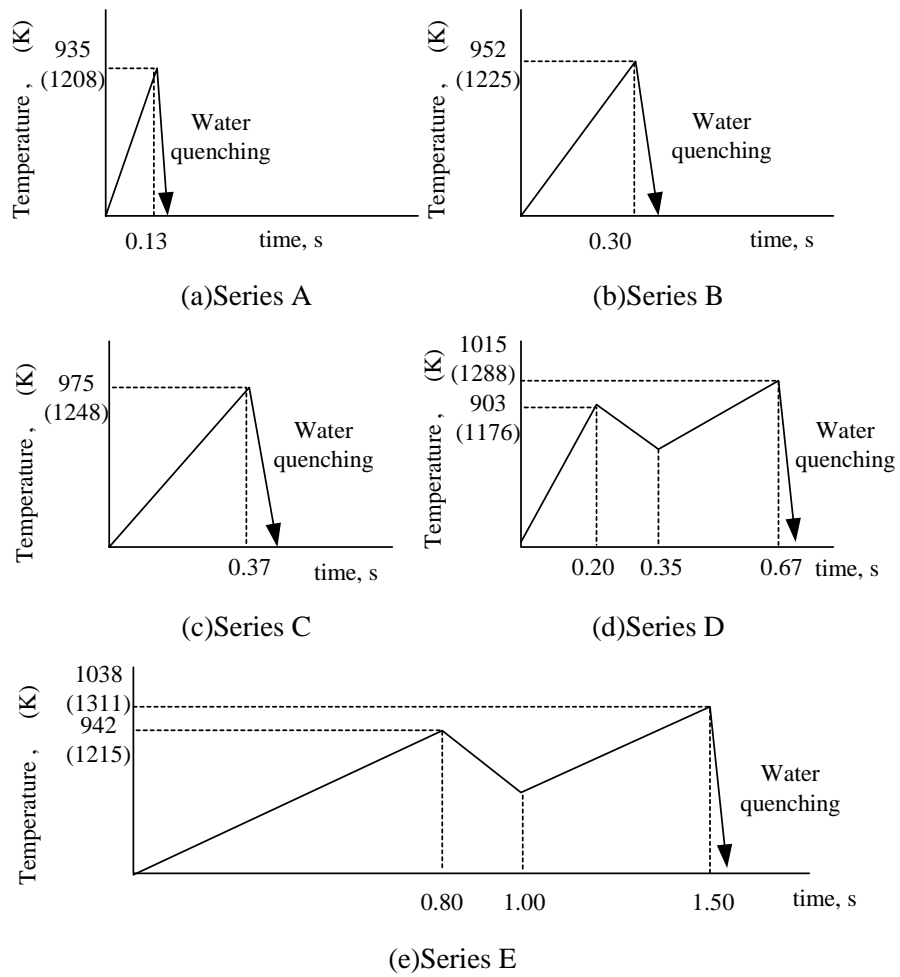 Temperature , (K)
935
(1208)
Water
quenching
0.13
time, s
(a)Series A
Temperature , (K)
952
(1225)
Water
quenching
0.30
time, s
(b)Series B
Temperature , (K)
975
(1248)
Water
quenching
0.37
time, s
(c)Series C
Temperature , (K)
1015
(1288)
903
(1176)
Water
quenching
0.20
0.35
0.67
time, s
(d)Series D
Temperature , (K)
1038
(1311)
942
(1215)
Water
quenching
0.80
1.00
1.50
time, s
(e)Series E